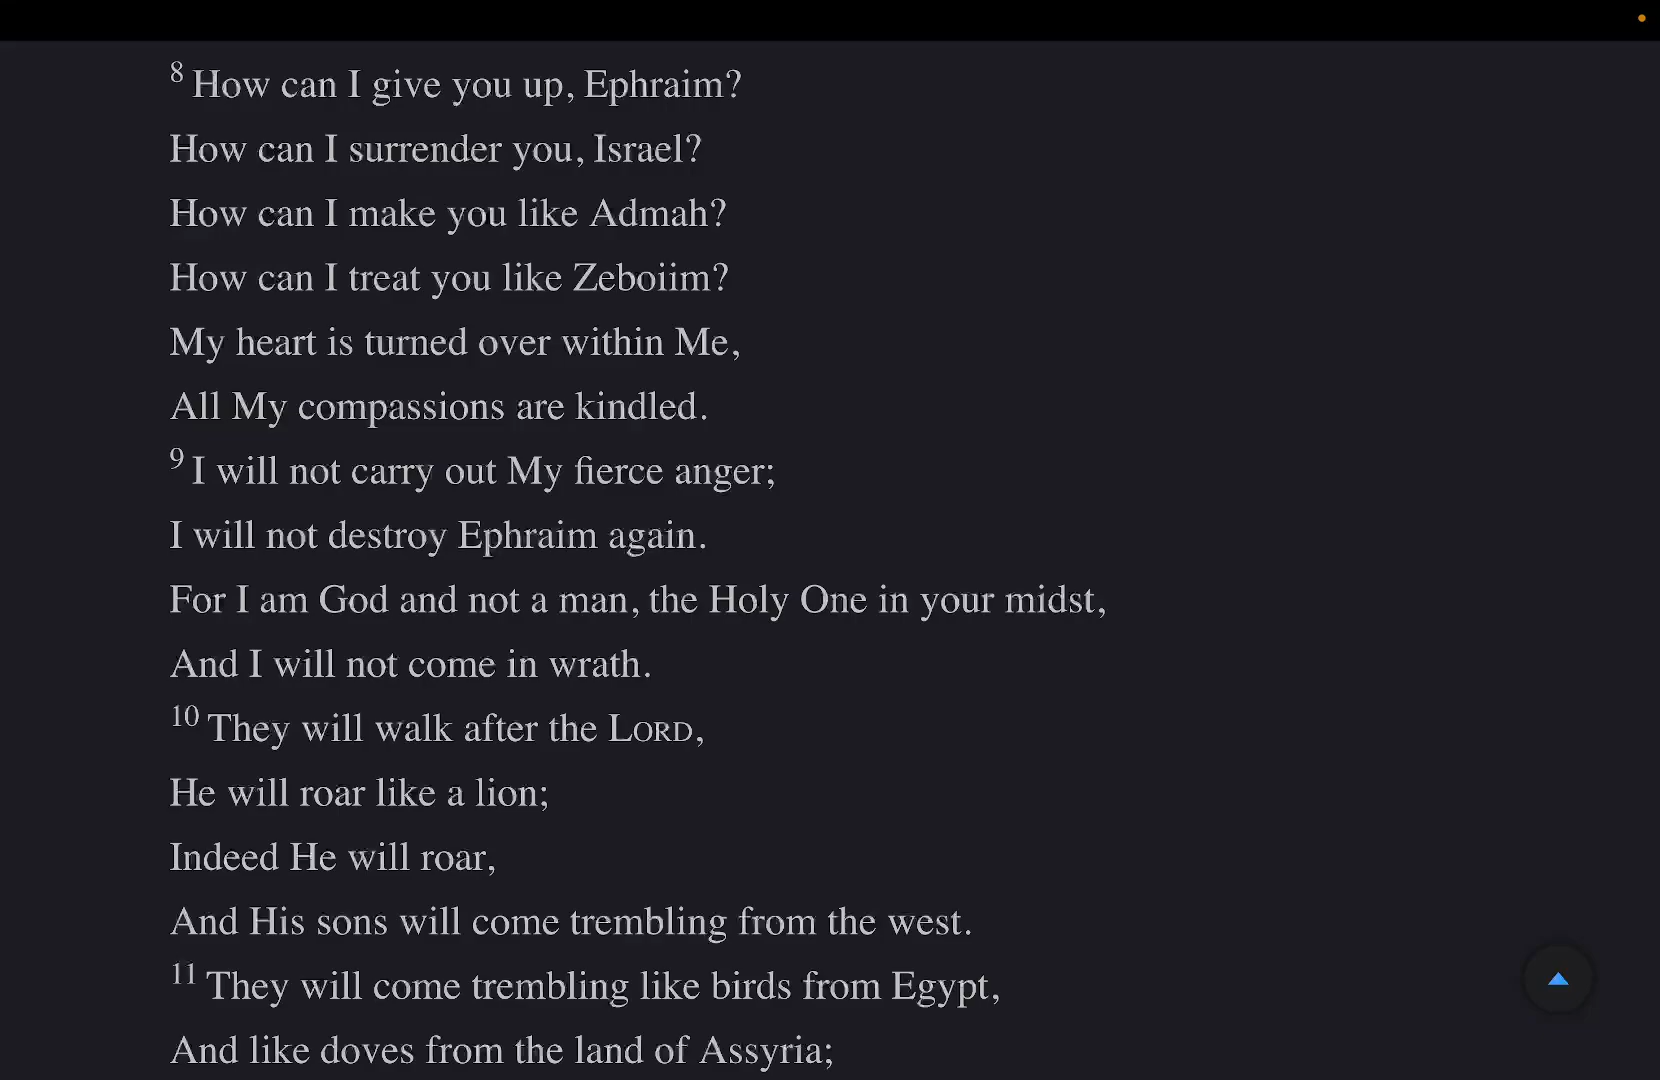 8 How can I give you up, Ephraim?
How can I surrender you, Israel?
How can I make you like Admah?
How can I treat you like Zeboiim?
My heart is turned over within Me,
All My compassions are kindled.
9 I will not carry out My fierce anger;
I will not destroy Ephraim again.
For I am God and not a man, the Holy One in your midst,
And I will not come in wrath.
10 They will walk after the LORD,
He will roar like a lion;
Indeed He will roar,
And His sons will come trembling from the west.
11 They will come trembling like birds from Egypt,
And like doves from the land of Assyria;